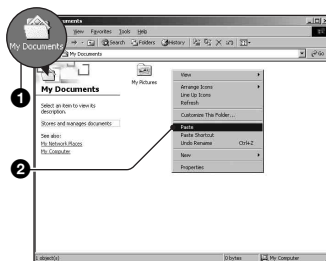 My Documents
Documents
View Favorites Tools Help
Search Folders History
My Documents
Go
My Documents
My Pictures
Select an item to view its
description.
Stores and manages documents
See also:
My Network Places
My Computer
View
Arrange Icons
Line Up Icons
Refresh
Customize This Folder...
Paste
Paste Shortcut
Undo Rename Ctrl+Z
New
Properties
1
2
1 object(s)
0 bytes
My Computer